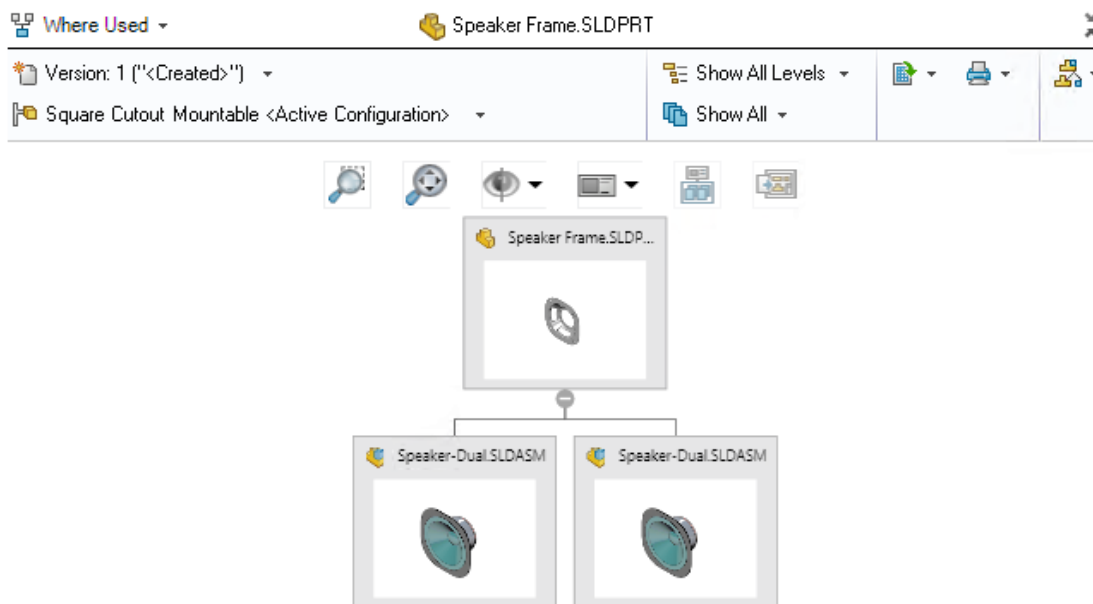 Where Used
Speaker Frame.SLDPRT
Version: 1 ("<Created>")
Show All Levels
Square Cutout Mountable <Active Configuration>
Show All
Speaker Frame.SLDP...
Speaker-Dual.SLDASM
Speaker-Dual.SLDASM